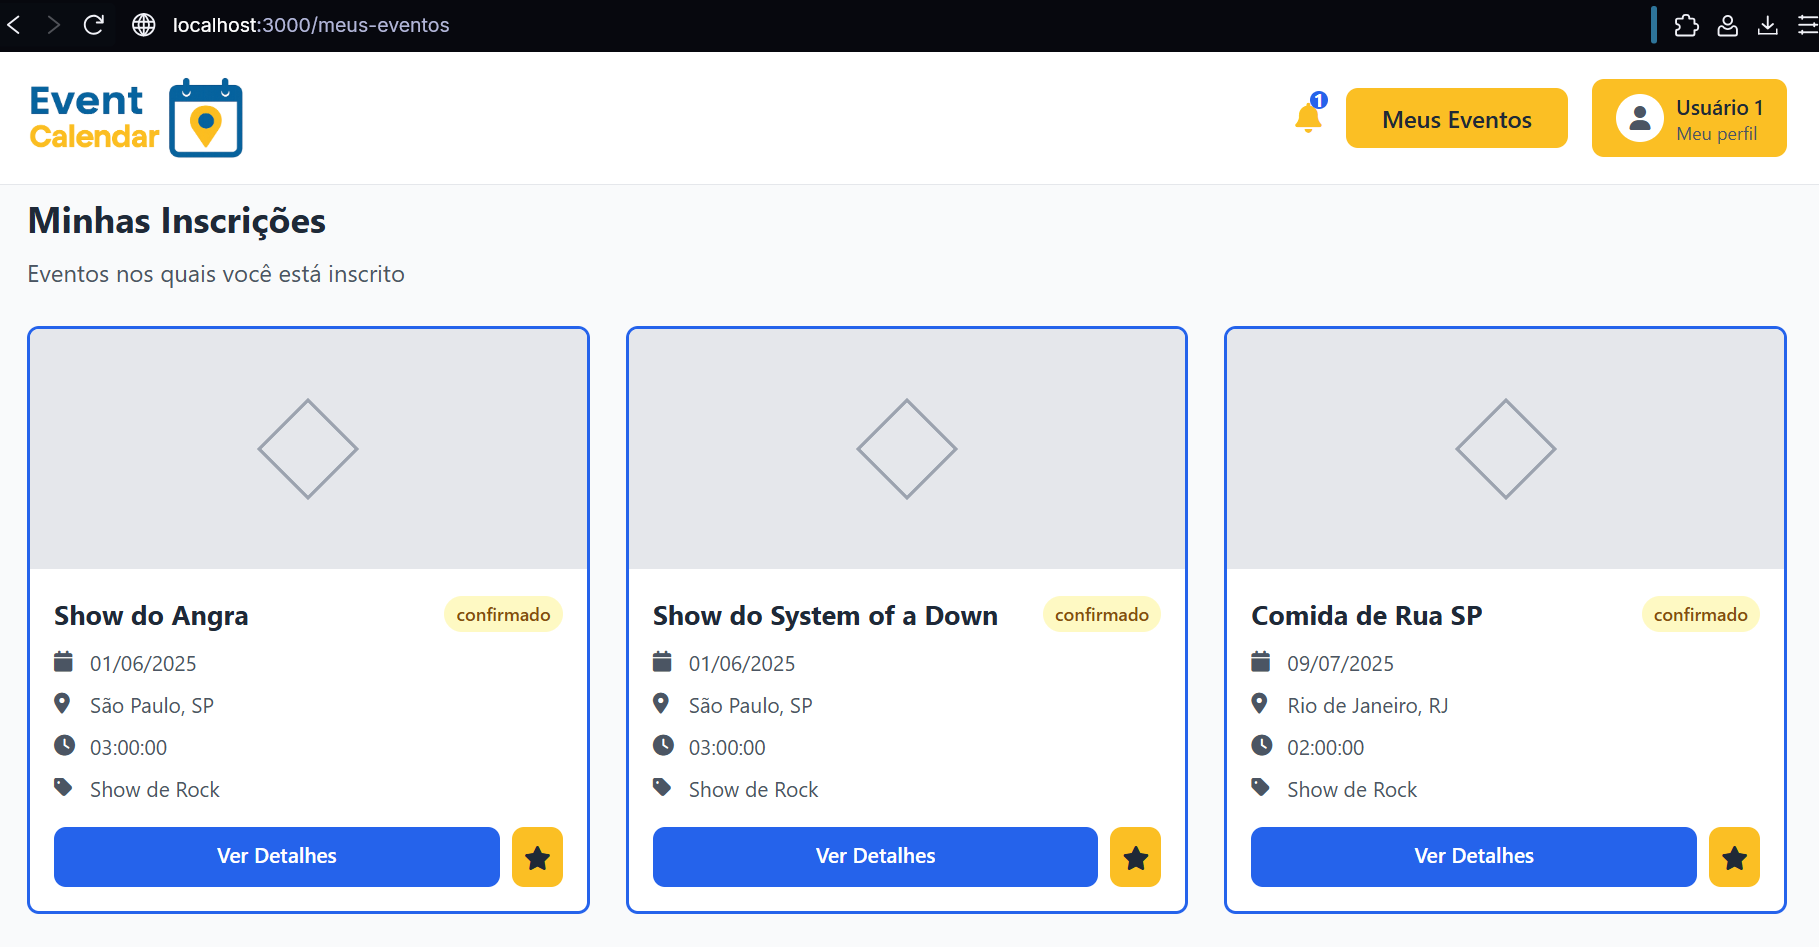 localhost:3000/meus-eventos
Event
Calendar
1
Meus Eventos
Usuário 1
Meu perfil
Minhas Inscrições
Eventos nos quais você está inscrito
Show do Angra
confirmado
01/06/2025
São Paulo, SP
03:00:00
Show de Rock
Ver Detalhes
Show do System of a Down
confirmado
01/06/2025
São Paulo, SP
03:00:00
Show de Rock
Ver Detalhes
Comida de Rua SP
confirmado
09/07/2025
Rio de Janeiro, RJ
02:00:00
Show de Rock
Ver Detalhes